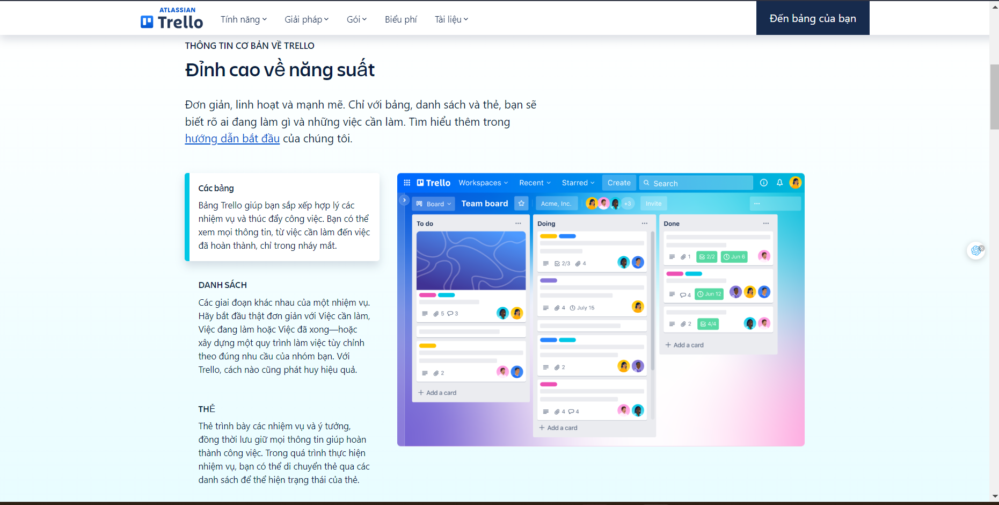 ATLASSIAN
Trello
Tính năng
Giải pháp
Gói
Biểu phí
Tài liệu
Đến bảng của bạn
THÔNG TIN CƠ BẢN VỀ TRELLO
Đỉnh cao về năng suất
Đơn giản, linh hoạt và mạnh mẽ. Chỉ với bảng, danh sách và thẻ, bạn sẽ
biết rõ ai đang làm gì và những việc cần làm. Tìm hiểu thêm trong
hướng dẫn bắt đầu của chúng tôi.
Các bảng
Bảng Trello giúp bạn sắp xếp hợp lý các
nhiệm vụ và thúc đẩy công việc. Bạn có thể
xem mọi thông tin, từ việc cần làm đến việc
đã hoàn thành, chỉ trong nháy mắt.
DANH SÁCH
Các giai đoạn khác nhau của một nhiệm vụ.
Hãy bắt đầu thật đơn giản với Việc cần làm,
Việc đang làm hoặc Việc đã xong—hoặc
xây dựng một quy trình làm việc tùy chỉnh
theo đúng nhu cầu của nhóm bạn. Với
Trello, cách nào cũng phát huy hiệu quả.
THẺ
Thẻ trình bày các nhiệm vụ và ý tưởng,
đồng thời lưu giữ mọi thông tin giúp hoàn
thành công việc. Trong quá trình thực hiện
nhiệm vụ, bạn có thể di chuyển thẻ qua các
danh sách để thể hiện trạng thái của thẻ.
Trello
Workspaces
Recent
Starred
Create
Search
Board
Team board
Acme, Inc.
+3
Invite
To do
5 3
2
+ Add a card
Doing
2/3 4
4 July 15
2
4 4
+ Add a card
Done
1 2/2 Jun 6
4 Jun 12
2 4/4
+ Add a card